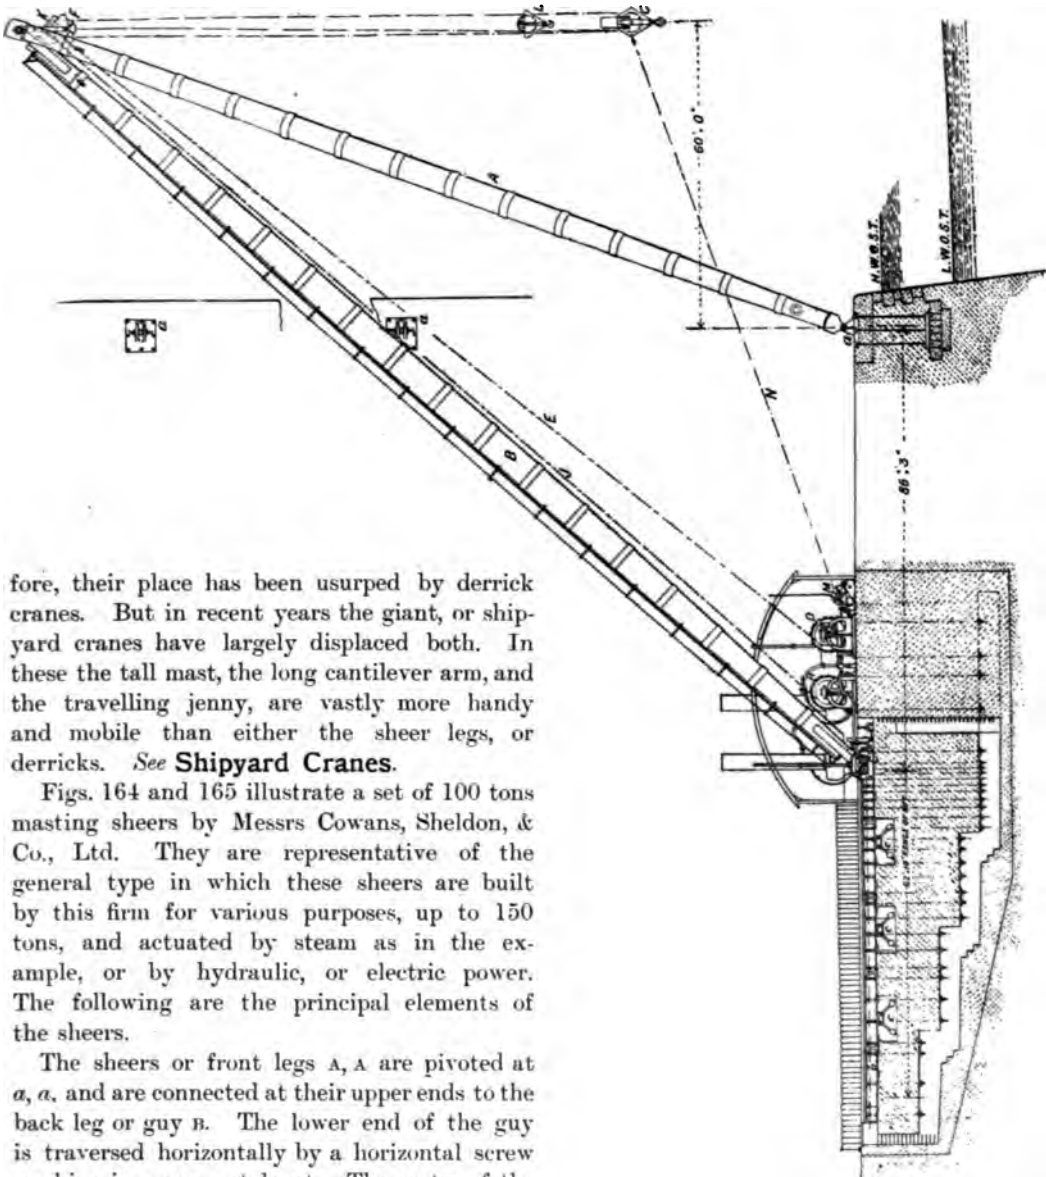 60'. 0"
A
H.W.O.S.T.
L.W.O.S.T.
a
a
a
N
E
B
J
86'. 3"
D
fore, their place has been usurped by derrick
cranes. But in recent years the giant, or ship-
yard cranes have largely displaced both. In
these the tall mast, the long cantilever arm, and
the travelling jenny, are vastly more handy
and mobile than either the sheer legs, or
derricks. See Shipyard Cranes.
Figs. 164 and 165 illustrate a set of 100 tons
masting sheers by Messrs Cowans, Sheldon, &
Co., Ltd. They are representative of the
general type in which these sheers are built
by this firm for various purposes, up to 150
tons, and actuated by steam as in the ex-
ample, or by hydraulic, or electric power.
The following are the principal elements of
the sheers.
The sheers or front legs A, A are pivoted at
a, a, and are connected at their upper ends to the
back leg or guy B. The lower end of the guy
is traversed horizontally by a horizontal screw